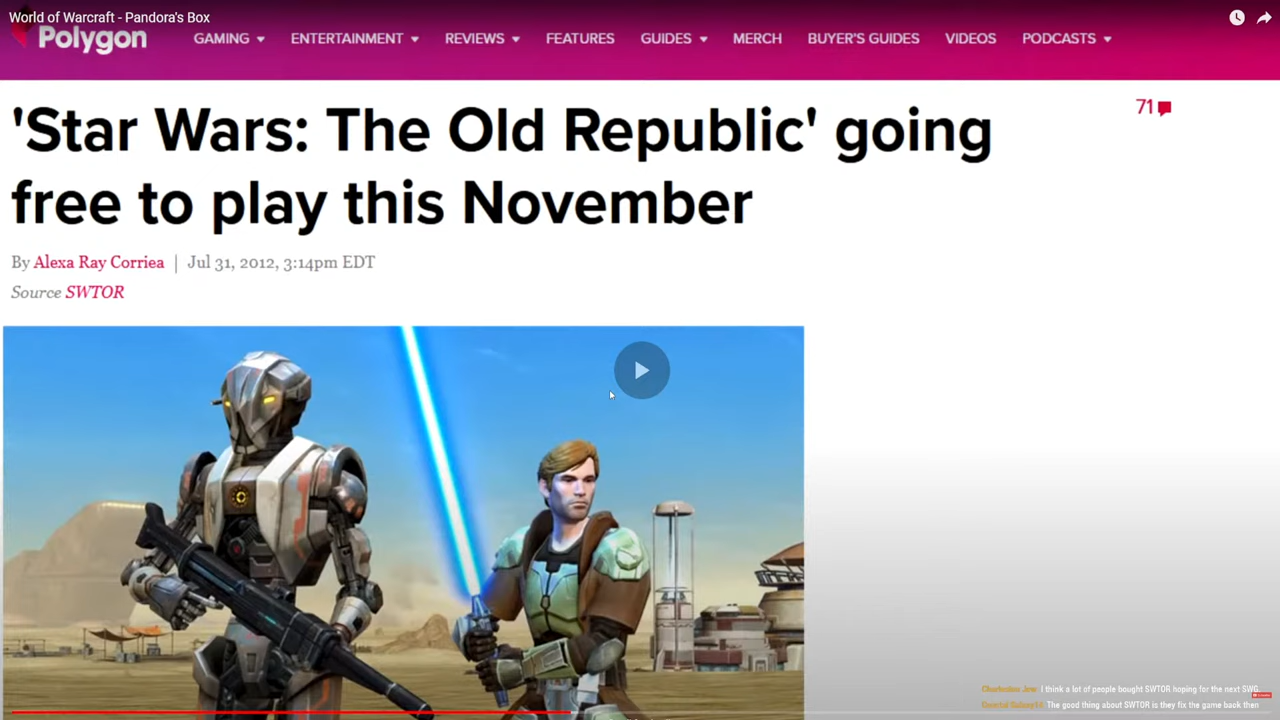 World of Warcraft - Pandora's Box
Polygon
GAMING ENTERTAINMENT REVIEWS FEATURES GUIDES MERCH BUYER'S GUIDES VIDEOS PODCASTS
71
'Star Wars: The Old Republic' going
free to play this November
By Alexa Ray Corriea | Jul 31, 2012, 3:14pm EDT
Source SWTOR
I think a lot of people bought SWTOR hoping for the next SWG.
The good thing about SWTOR is they fix the game back then